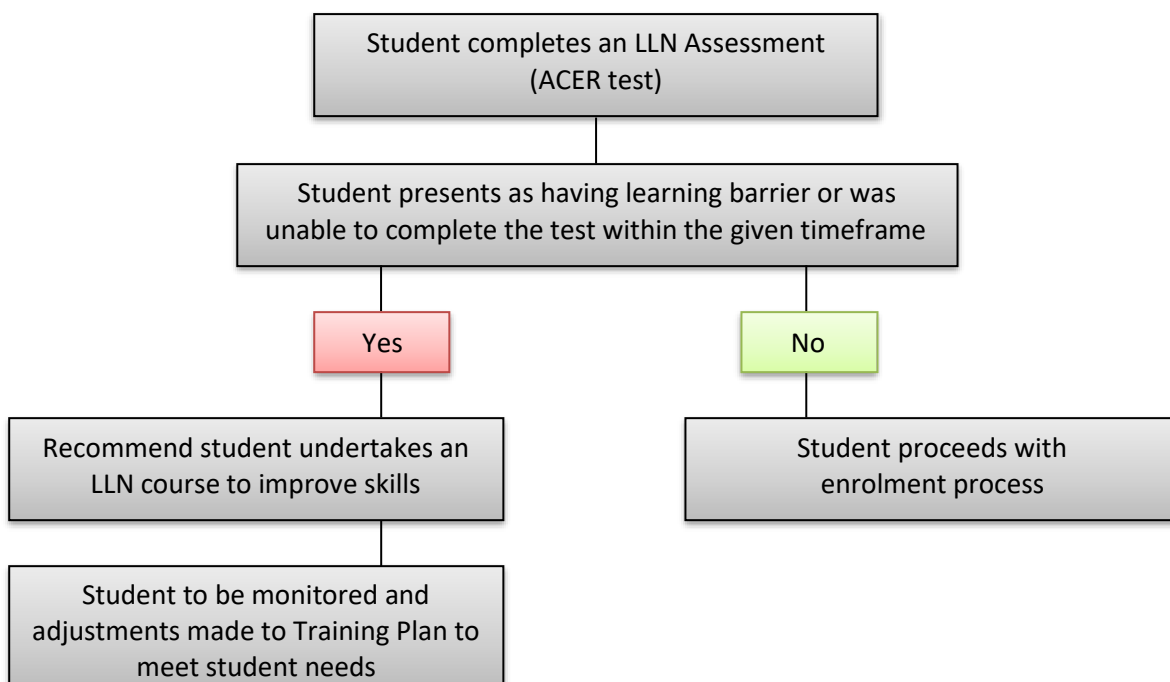 Student completes an LLN Assessment
(ACER test)
Student presents as having learning barrier or was
unable to complete the test within the given timeframe
Yes
No
Recommend student undertakes an
LLN course to improve skills
Student proceeds with
enrolment process
Student to be monitored and
adjustments made to Training Plan to
meet student needs